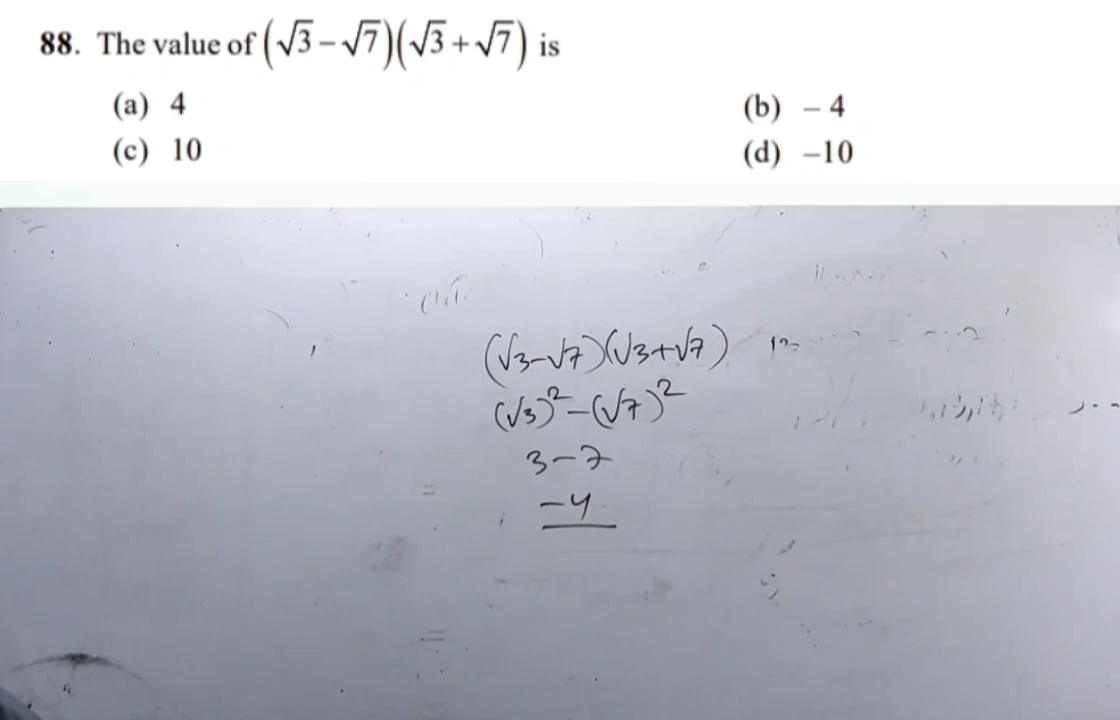 88. The value of (√3 – √7)(√3 + √7) is
(a) 4
(b) – 4
(c) 10
(d) –10
(√3-√7)(√3+√7)
(√3)²-(√7)²
3-7
-4